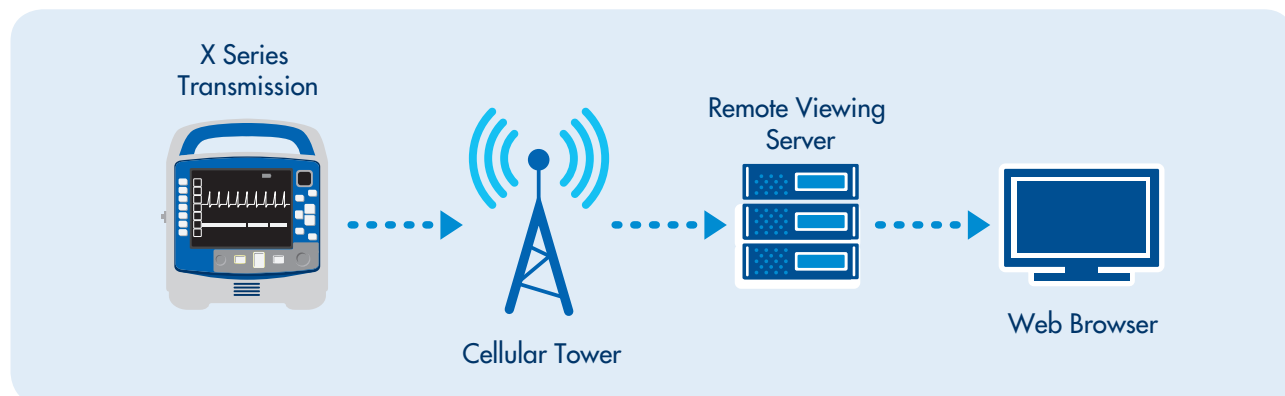 X Series
Transmission
Remote Viewing
Server
Cellular Tower
Web Browser